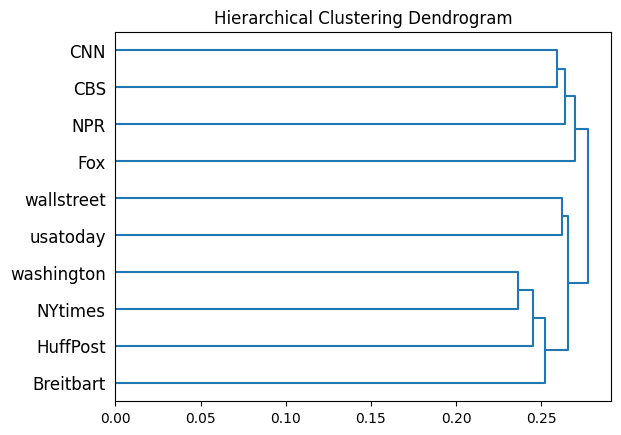 Hierarchical Clustering Dendrogram
CNN
CBS
NPR
Fox
wallstreet
usatoday
washington
NYtimes
HuffPost
Breitbart
0.00 0.05 0.10 0.15 0.20 0.25